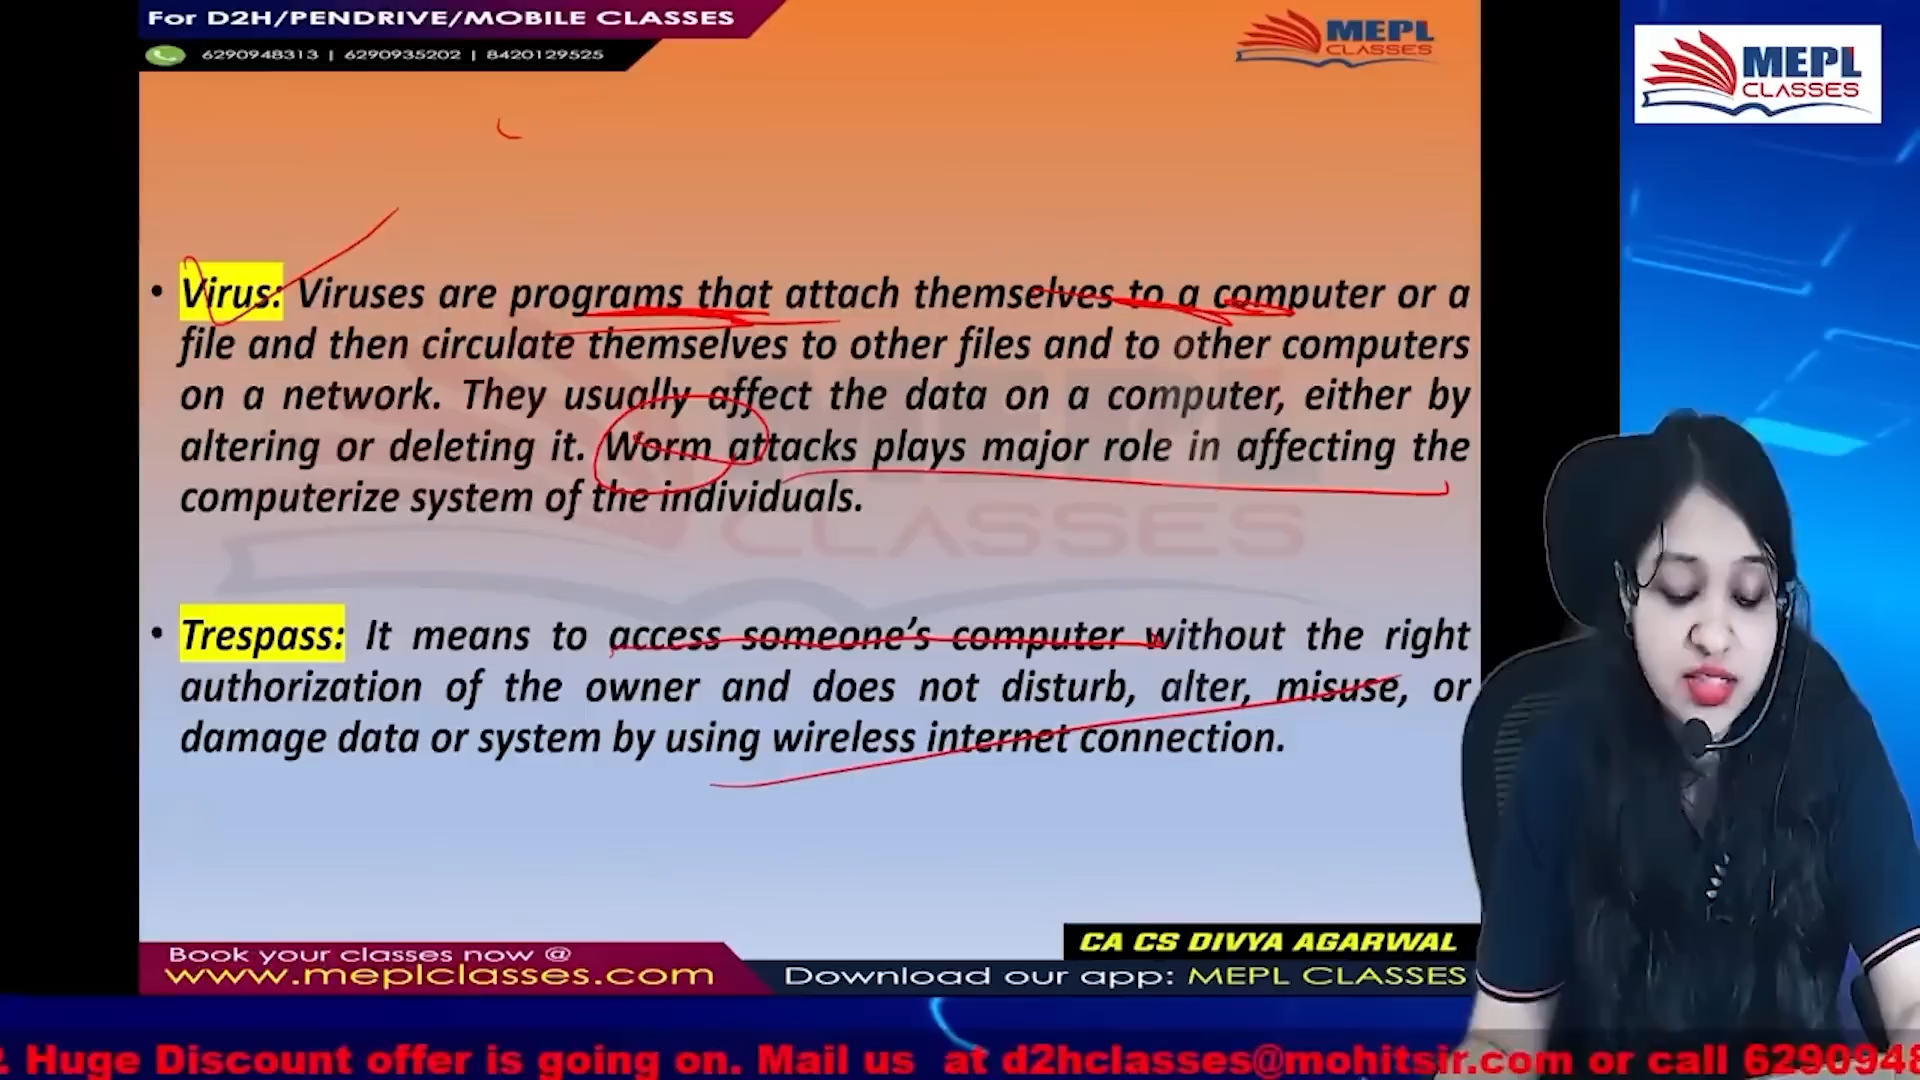 For D2H/PENDRIVE/MOBILE CLASSES
6290948313 | 6290935202 | 8420129525
MEPL
CLASSES
MEPL
CLASSES
• Virus: Viruses are programs that attach themselves to a computer or a
file and then circulate themselves to other files and to other computers
on a network. They usually affect the data on a computer, either by
altering or deleting it. Worm attacks plays major role in affecting the
computerize system of the individuals.
• Trespass: It means to access someone's computer without the right
authorization of the owner and does not disturb, alter, misuse, or
damage data or system by using wireless internet connection.
CA CS DIVYA AGARWAL
Book your classes now @
www.meplclasses.com
Download our app: MEPL CLASSES
Huge Discount offer is going on. Mail us at d2hclasses@mohitsir.com or call